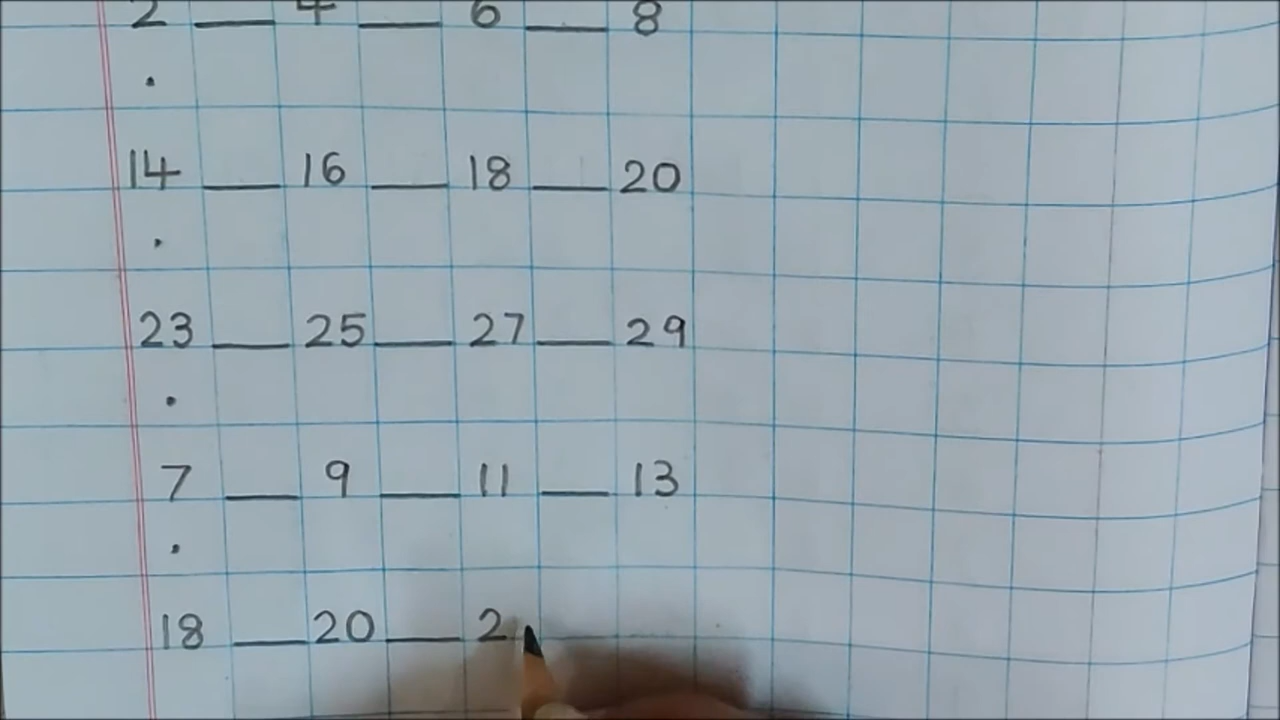 2 ___ 4 ___ 6 ___ 8
.
14 ___ 16 ___ 18 ___ 20
.
23 ___ 25 ___ 27 ___ 29
.
7 ___ 9 ___ 11 ___ 13
.
18 ___ 20 ___ 2